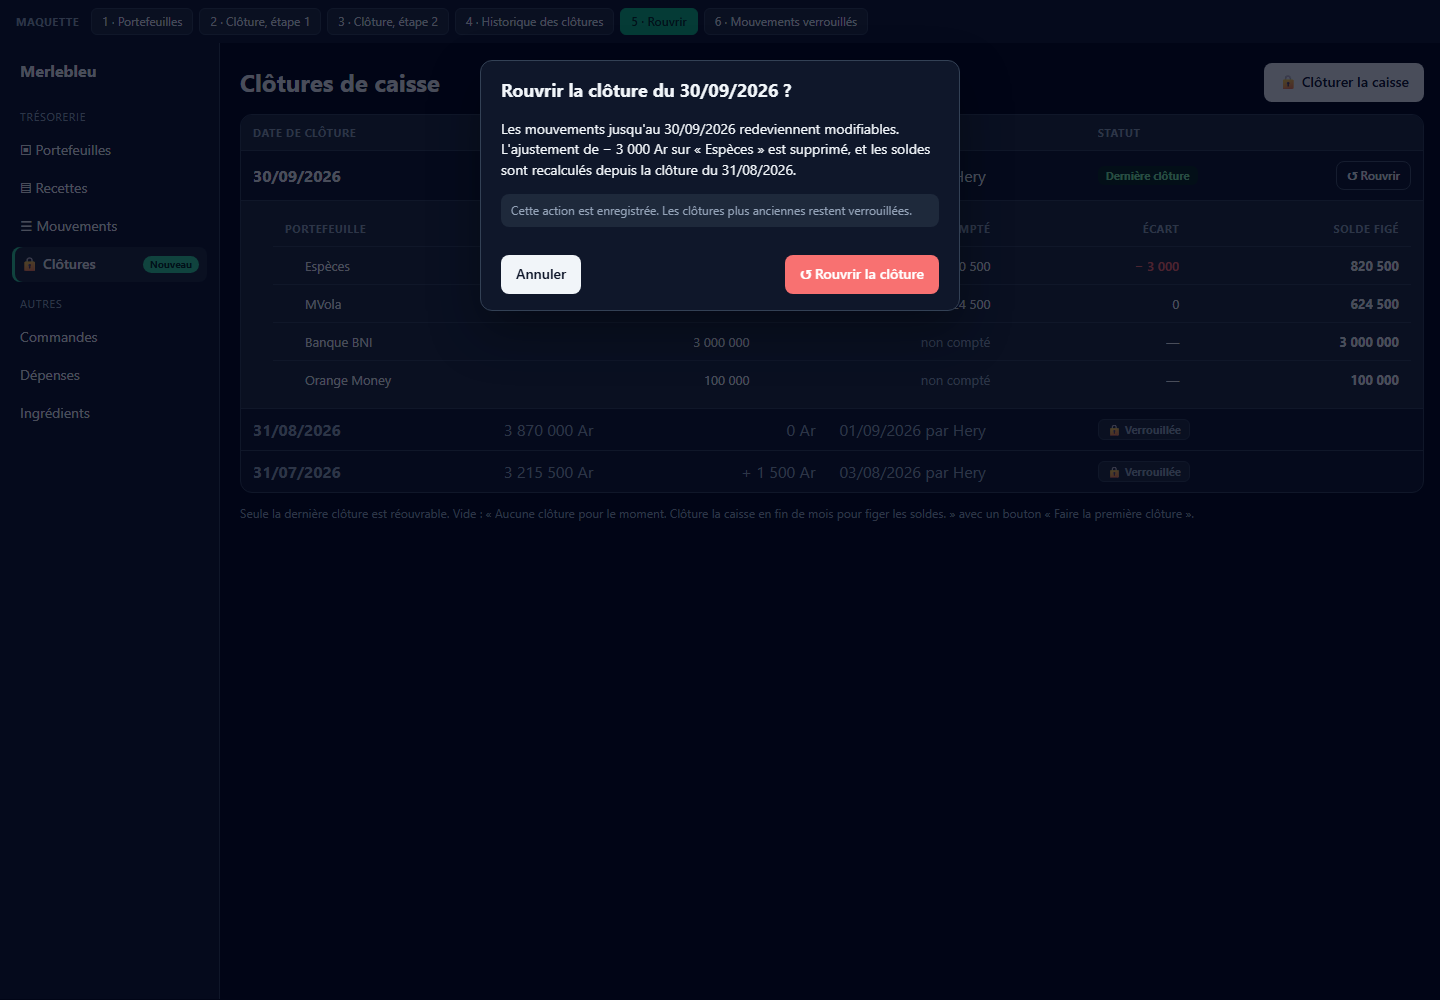 MAQUETTE 1 · Portefeuilles 2 · Clôture, étape 1 3 · Clôture, étape 2 4 · Historique des clôtures 5 · Rouvrir 6 · Mouvements verrouillés
Merlebleu
TRÉSORERIE
Portefeuilles
Recettes
Mouvements
Clôtures Nouveau
AUTRES
Commandes
Dépenses
Ingrédients
Clôtures de caisse
Clôturer la caisse
Rouvrir la clôture du 30/09/2026 ?
Les mouvements jusqu'au 30/09/2026 redeviennent modifiables.
L'ajustement de − 3 000 Ar sur « Espèces » est supprimé, et les soldes
sont recalculés depuis la clôture du 31/08/2026.
Cette action est enregistrée. Les clôtures plus anciennes restent verrouillées.
Annuler ↺ Rouvrir la clôture
DATE DE CLÔTURE STATUT
30/09/2026 Hery Dernière clôture ↺ Rouvrir
PORTEFEUILLE ÉCART SOLDE FIGÉ
Espèces 500 − 3 000 820 500
MVola 500 0 624 500
Banque BNI 3 000 000 non compté — 3 000 000
Orange Money 100 000 non compté — 100 000
31/08/2026 3 870 000 Ar 0 Ar 01/09/2026 par Hery Verrouillée
31/07/2026 3 215 500 Ar + 1 500 Ar 03/08/2026 par Hery Verrouillée
Seule la dernière clôture est réouvrable. Vide : « Aucune clôture pour le moment. Clôture la caisse en fin de mois pour figer les soldes. » avec un bouton « Faire la première clôture ».